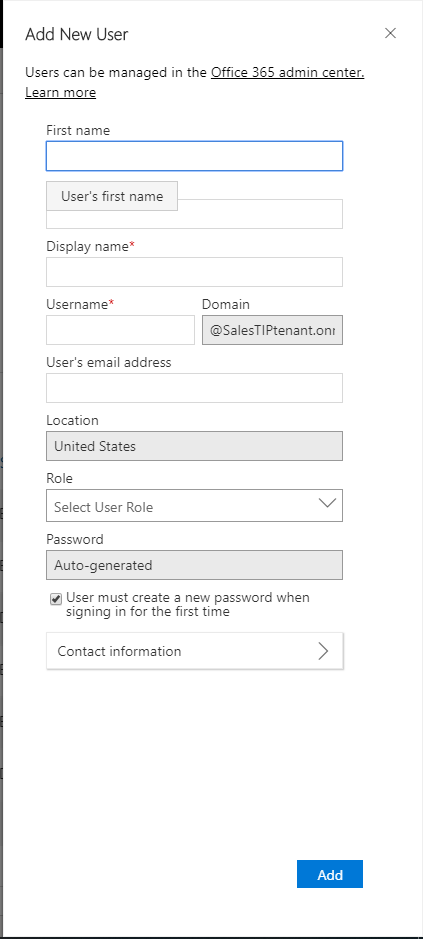 Add New User
Users can be managed in the Office 365 admin center.
Learn more
First name
User's first name
Display name*
Username*
Domain
@SalesTIPtenant.onr
User's email address
Location
United States
Role
Select User Role
Password
Auto-generated
User must create a new password when
signing in for the first time
Contact information
Add